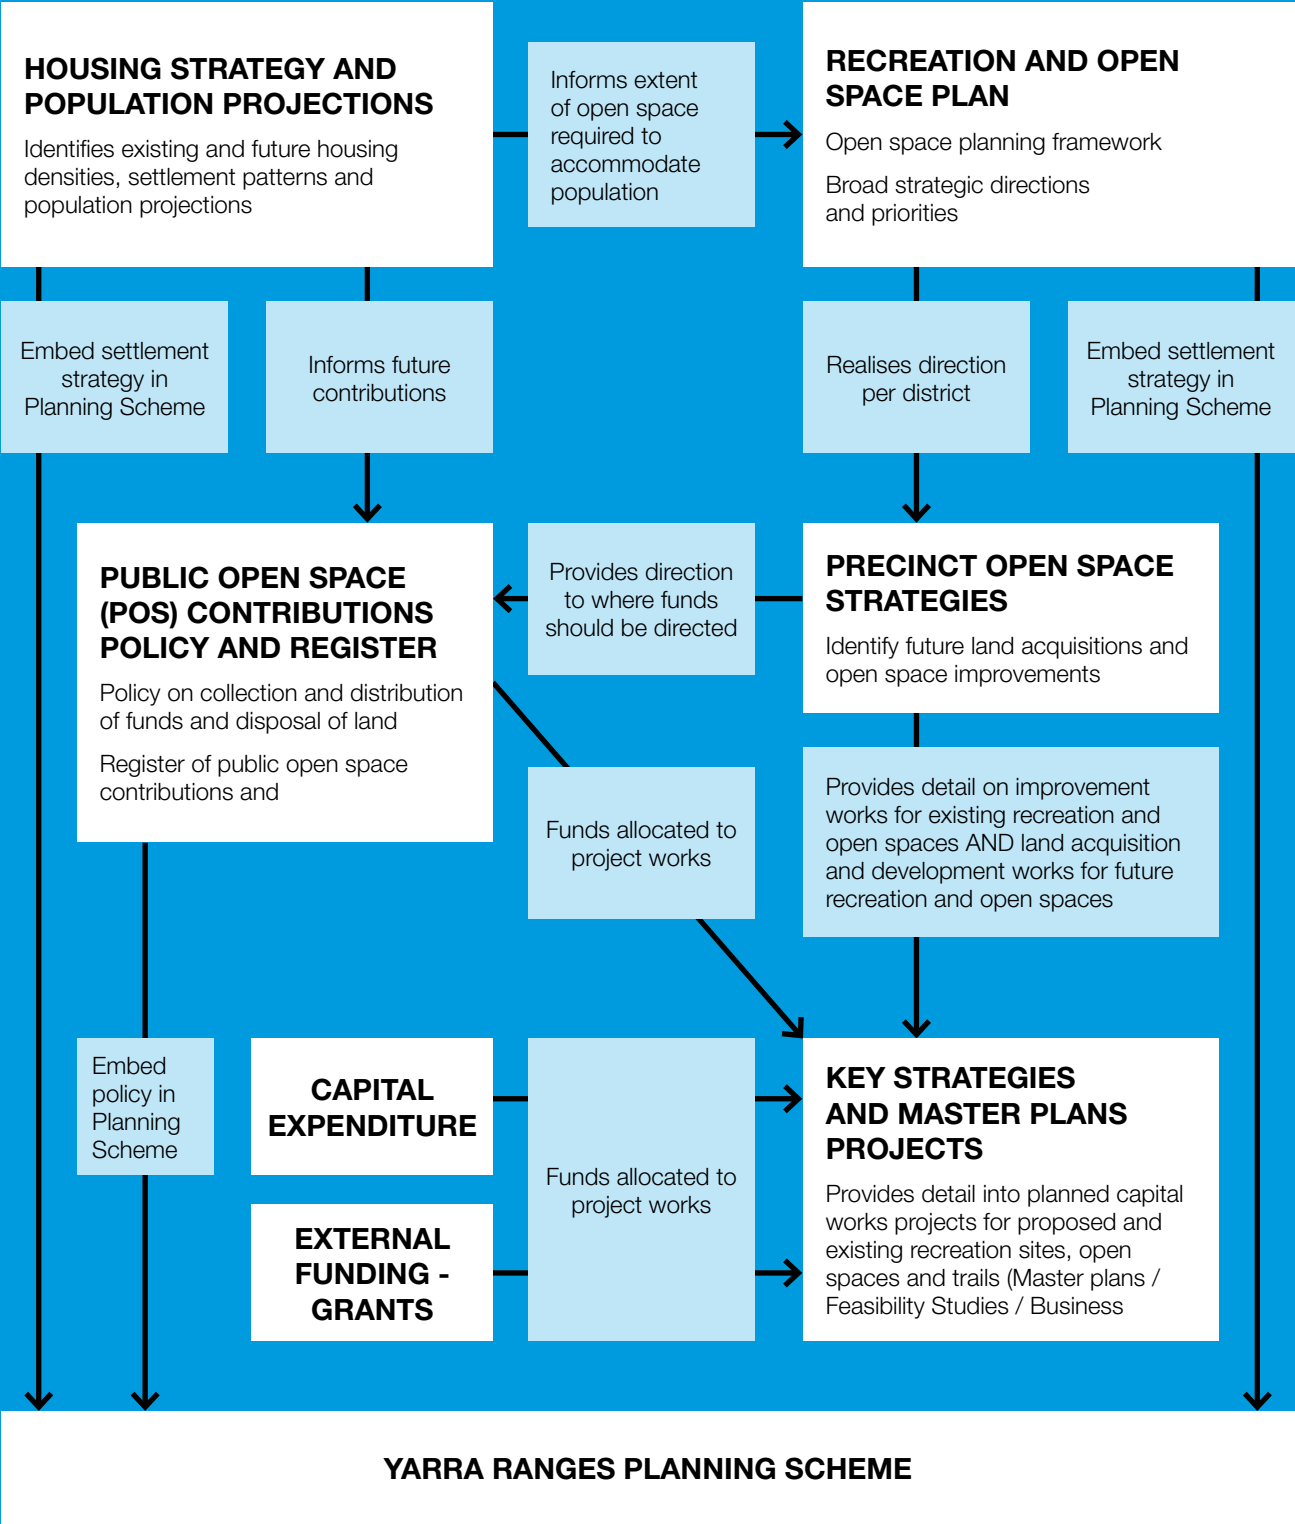 HOUSING STRATEGY AND
POPULATION PROJECTIONS
Identifies existing and future housing
densities, settlement patterns and
population projections
Informs extent
of open space
required to
accommodate
population
RECREATION AND OPEN
SPACE PLAN
Open space planning framework
Broad strategic directions
and priorities
Embed settlement
strategy in
Planning Scheme
Informs future
contributions
Realises direction
per district
Embed settlement
strategy in
Planning Scheme
PUBLIC OPEN SPACE
(POS) CONTRIBUTIONS
POLICY AND REGISTER
Policy on collection and distribution
of funds and disposal of land
Register of public open space
contributions and
Provides direction
to where funds
should be directed
PRECINCT OPEN SPACE
STRATEGIES
Identify future land acquisitions and
open space improvements
Funds allocated to
project works
Provides detail on improvement
works for existing recreation and
open spaces AND land acquisition
and development works for future
recreation and open spaces
Embed
policy in
Planning
Scheme
CAPITAL
EXPENDITURE
EXTERNAL
FUNDING -
GRANTS
Funds allocated to
project works
KEY STRATEGIES
AND MASTER PLANS
PROJECTS
Provides detail into planned capital
works projects for proposed and
existing recreation sites, open
spaces and trails (Master plans /
Feasibility Studies / Business
YARRA RANGES PLANNING SCHEME